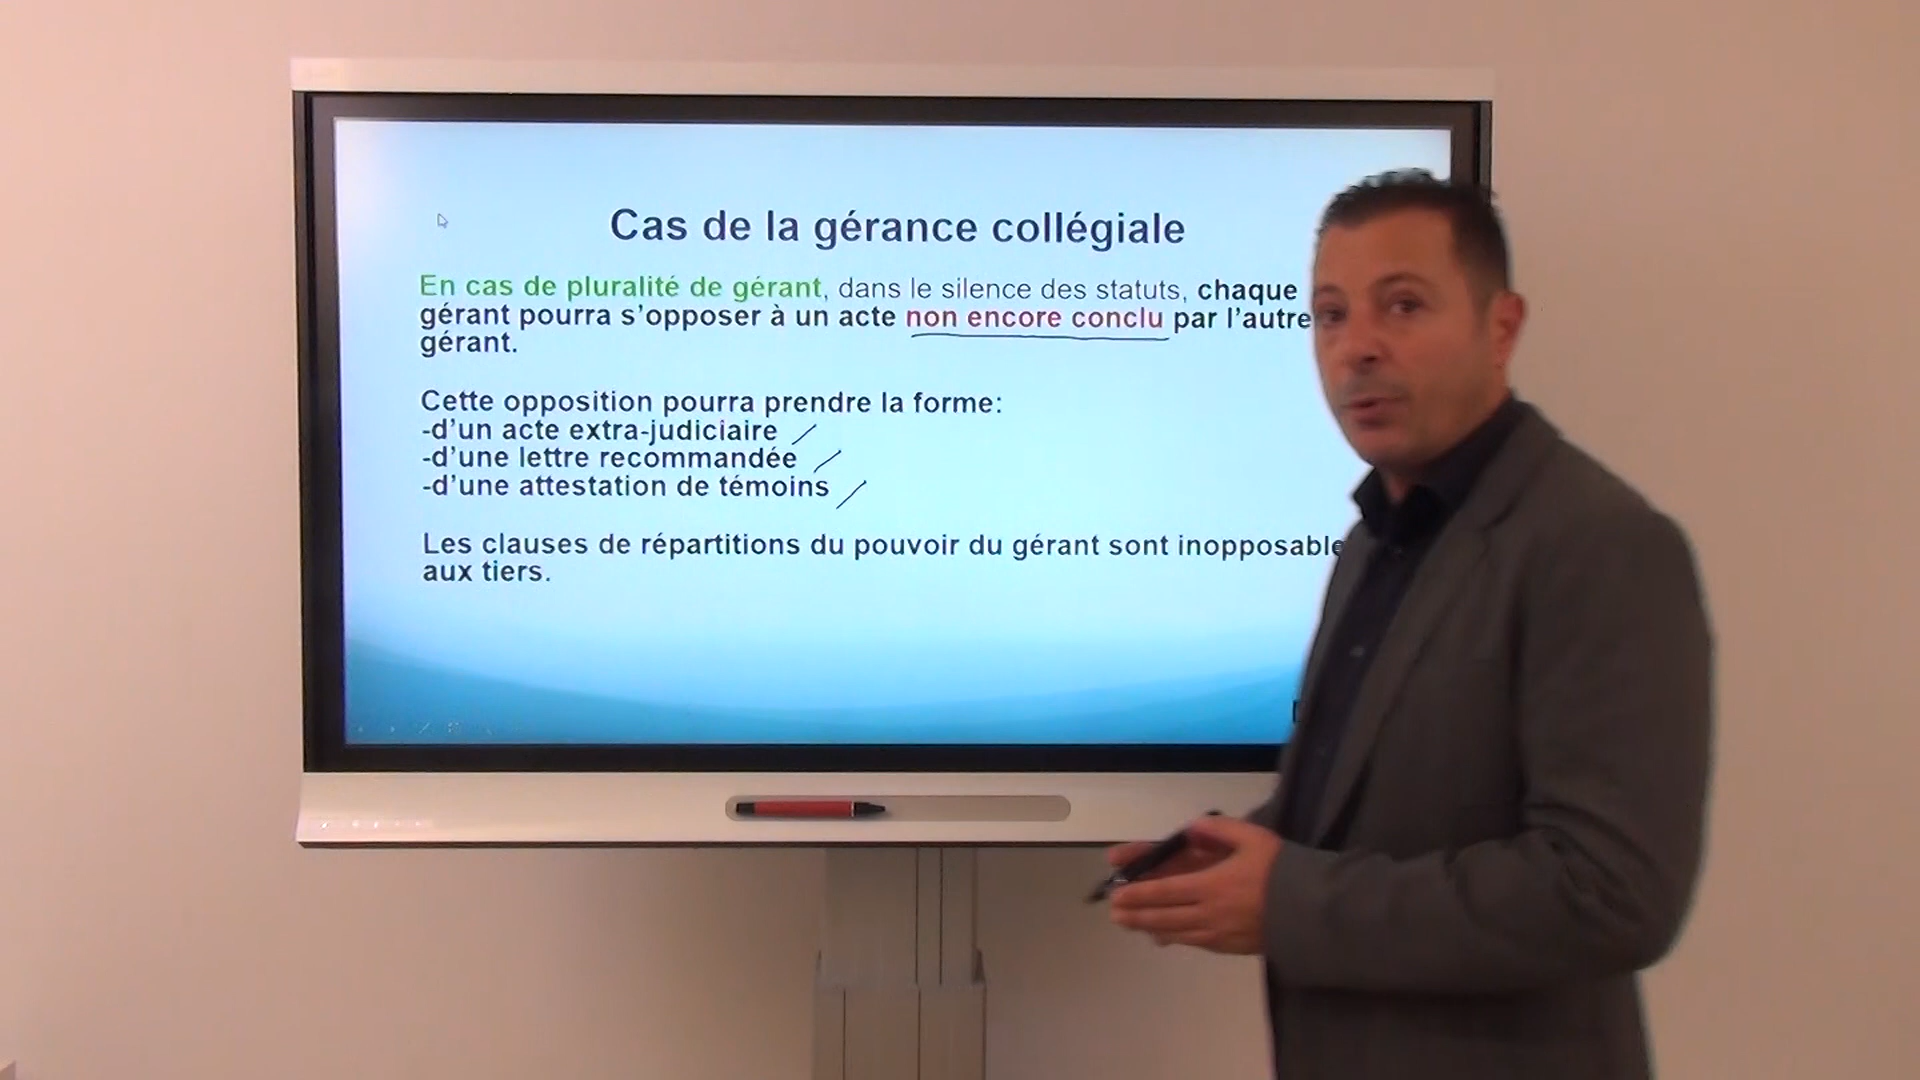 Cas de la gérance collégiale
En cas de pluralité de gérant, dans le silence des statuts, chaque
gérant pourra s'opposer à un acte non encore conclu par l'autre
gérant.
Cette opposition pourra prendre la forme:
-d'un acte extra-judiciaire
-d'une lettre recommandée
-d'une attestation de témoins
Les clauses de répartitions du pouvoir du gérant sont inopposable
aux tiers.